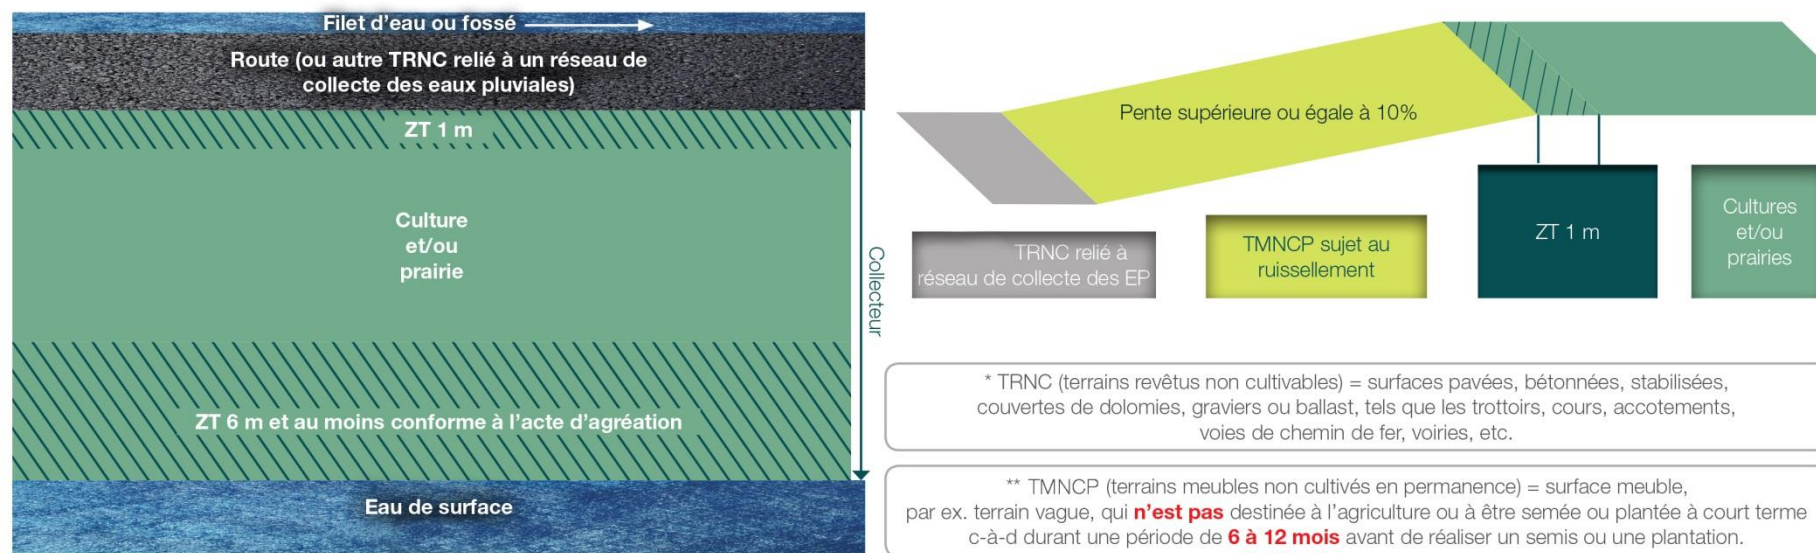 Filet d'eau ou fossé
Route (ou autre TRNC relié à un réseau de
collecte des eaux pluviales)
ZT 1 m
Culture
et/ou
prairie
Collecteur
ZT 6 m et au moins conforme à l'acte d'agréation
Eau de surface
Pente supérieure ou égale à 10%
TRNC relié à
réseau de collecte des EP
TMNCP sujet au
ruissellement
ZT 1 m
Cultures
et/ou
prairies
* TRNC (terrains revêtus non cultivables) = surfaces pavées, bétonnées, stabilisées,
couvertes de dolomies, graviers ou ballast, tels que les trottoirs, cours, accotements,
voies de chemin de fer, voiries, etc.
** TMNCP (terrains meubles non cultivés en permanence) = surface meuble,
par ex. terrain vague, qui n'est pas destinée à l'agriculture ou à être semée ou plantée à court terme
c-à-d durant une période de 6 à 12 mois avant de réaliser un semis ou une plantation.